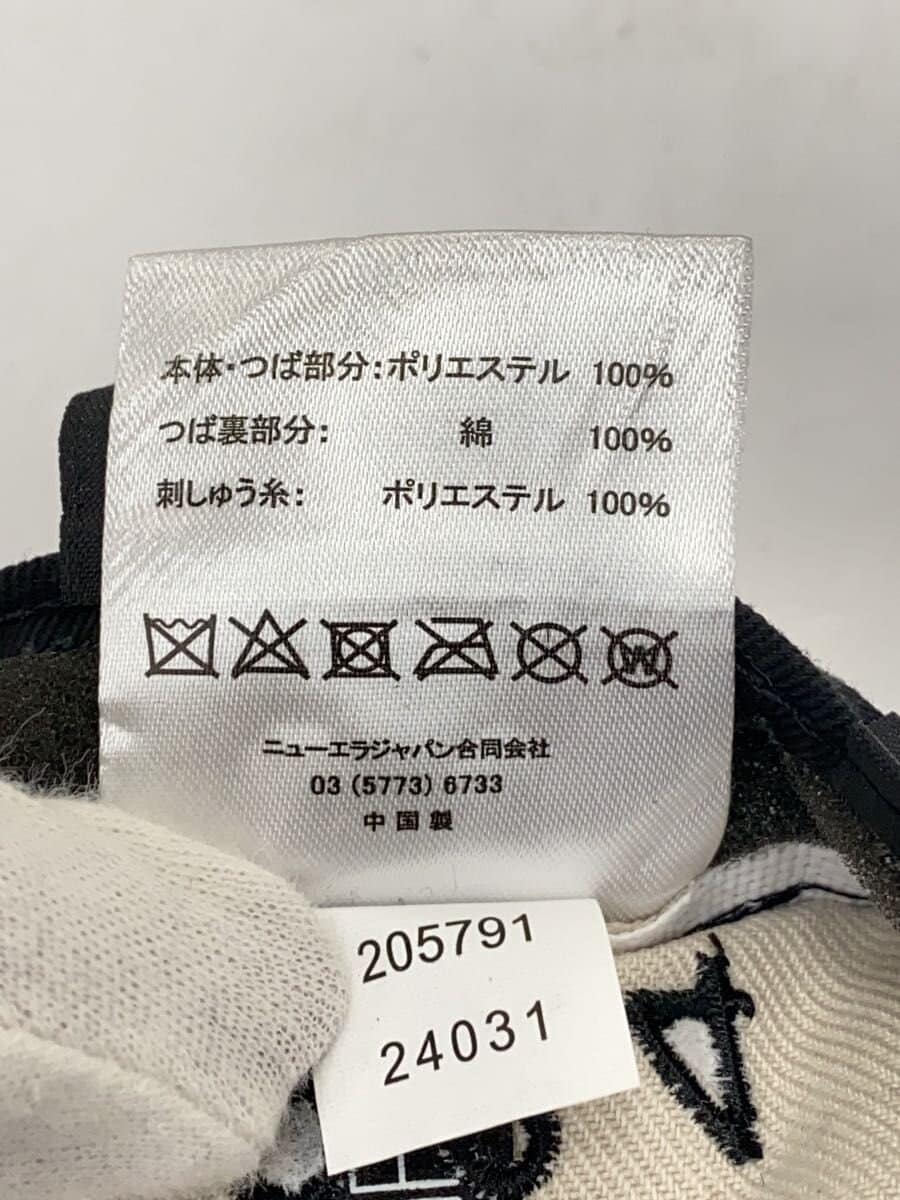 本体・つば部分:ポリエステル 100%
つば裏部分: 綿 100%
刺しゅう糸: ポリエステル 100%
W
ニューエラジャパン合同会社
03 (5773) 6733
中国製
205791
24031